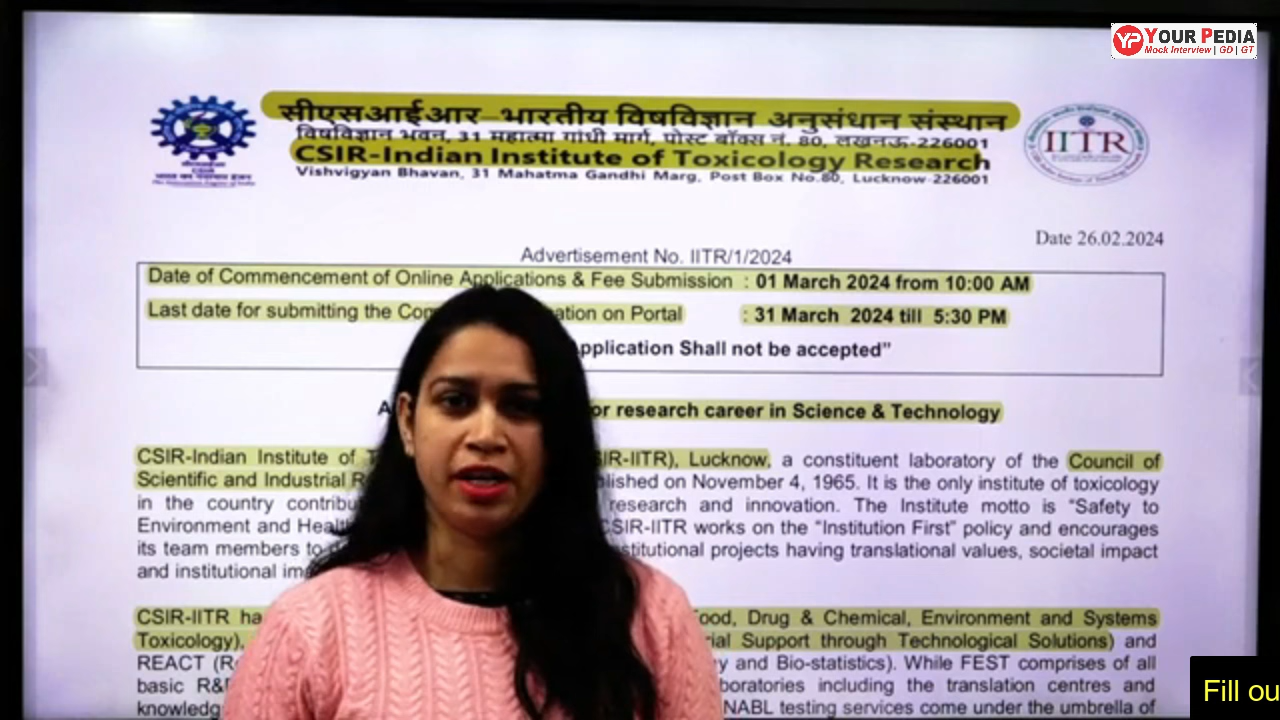 YP YOUR PEDIA
Mock Interview | GD | GT
सीएसआईआर–भारतीय विषविज्ञान अनुसंधान संस्थान
विषविज्ञान भवन, 31 महात्मा गांधी मार्ग, पोस्ट बॉक्स नं. 80, लखनऊ-226001
CSIR-Indian Institute of Toxicology Research
Vishvigyan Bhavan, 31 Mahatma Gandhi Marg, Post Box No.80, Lucknow-226001
IITR
Date 26.02.2024
Advertisement No. IITR/1/2024
Date of Commencement of Online Applications & Fee Submission : 01 March 2024 from 10:00 AM
Last date for submitting the ation on Portal : 31 March 2024 till 5:30 PM
pplication Shall not be accepted”
or research career in Science & Technology
CSIR-Indian Institute of SIR-IITR), Lucknow, a constituent laboratory of the Council of
Scientific and Industrial lished on November 4, 1965. It is the only institute of toxicology
in the country research and innovation. The Institute motto is “Safety to
Environment and CSIR-IITR works on the “Institution First” policy and encourages
its team members to stitutional projects having translational values, societal impact
and institutional
CSIR-IITR ood, Drug & Chemical, Environment and Systems
Toxicology), ial Support through Technological Solutions) and
REACT y and Bio-statistics). While FEST comprises of all
basic boratories including the translation centres and
NABL testing services come under the umbrella of
Fill ou